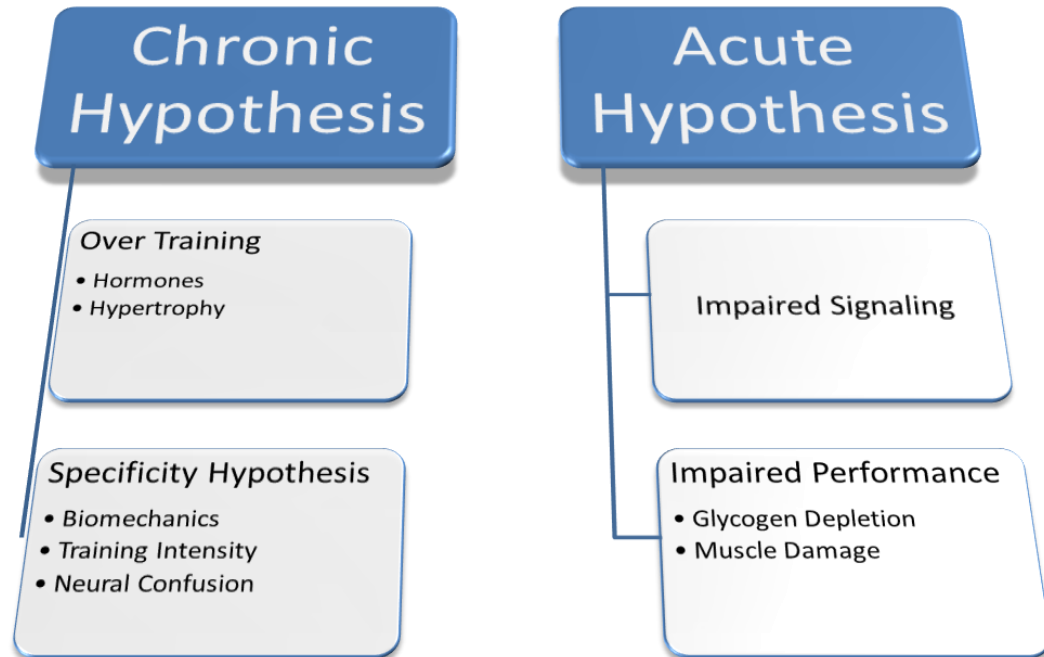 Chronic
Hypothesis
Over Training
• Hormones
• Hypertrophy
Specificity Hypothesis
• Biomechanics
• Training Intensity
• Neural Confusion
Acute
Hypothesis
Impaired Signaling
Impaired Performance
• Glycogen Depletion
• Muscle Damage